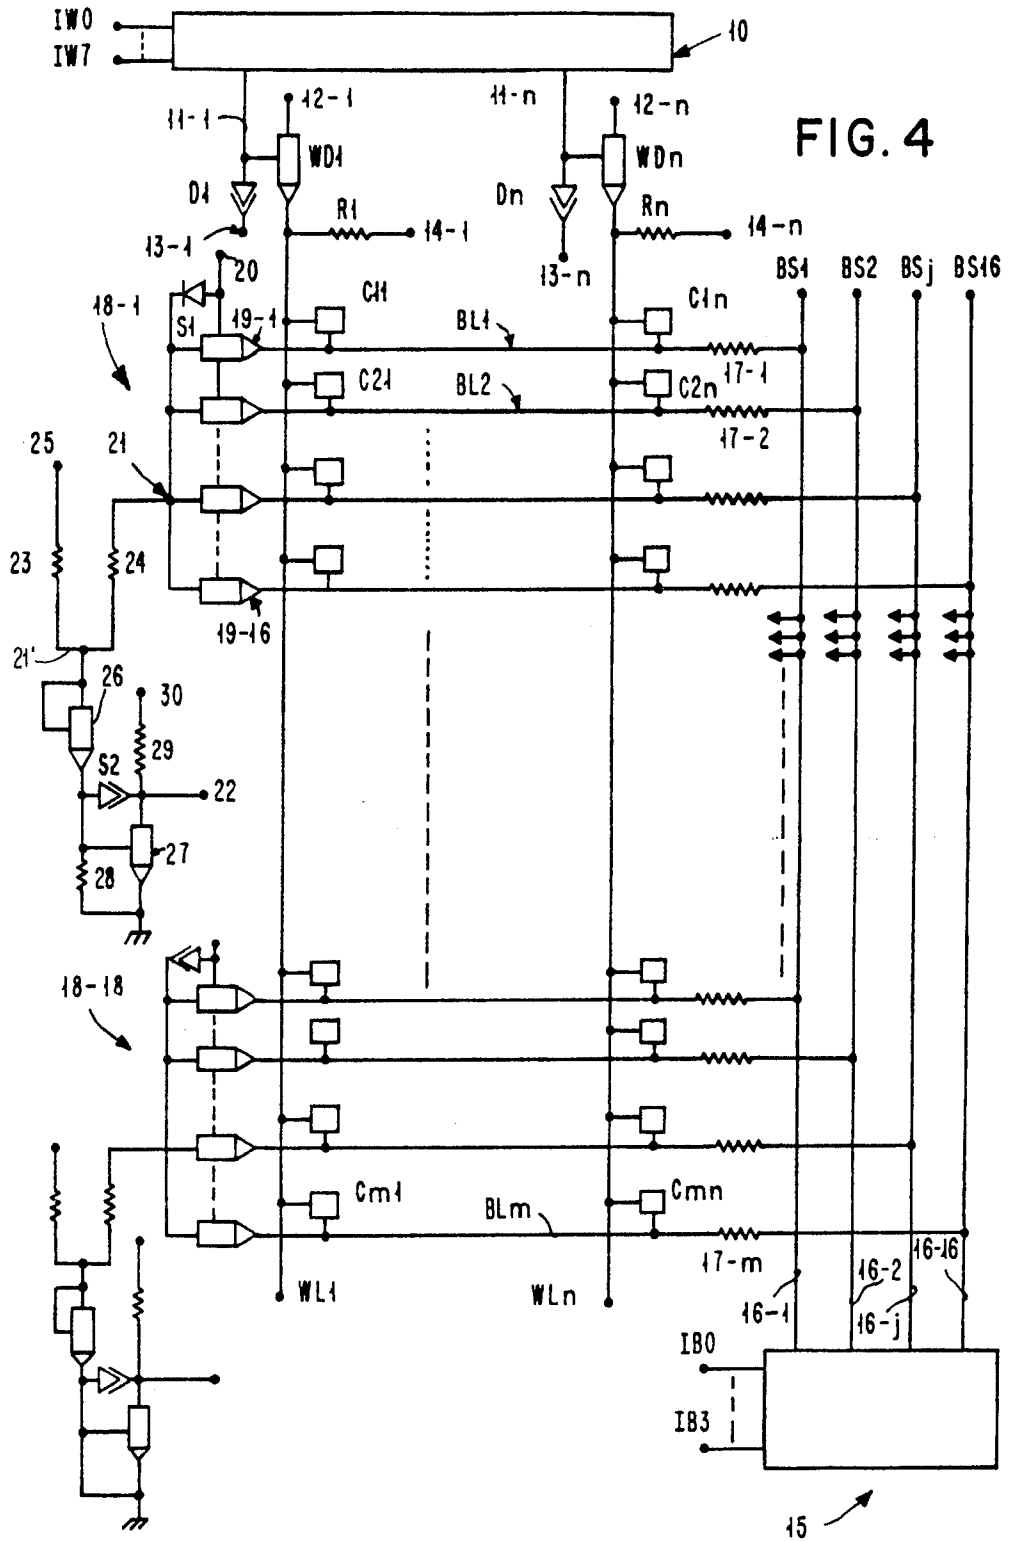 IW0
IW7
10
11-1
12-1
11-n
12-n
FIG. 4
WD1
WDn
D1
Dn
R1
Rn
13-1
14-1
13-n
14-n
20
BS1
BS2
BSj
BS16
18-1
S1
19-1
C11
C1n
BL1
17-1
C21
BL2
C2n
17-2
25
21
23
24
19-16
21'
26
30
29
S2
22
27
28
18-18
Cm1
Cmn
BLm
17-m
16-16
WL1
WLn
16-1
16-2
16-j
IB0
IB3
15